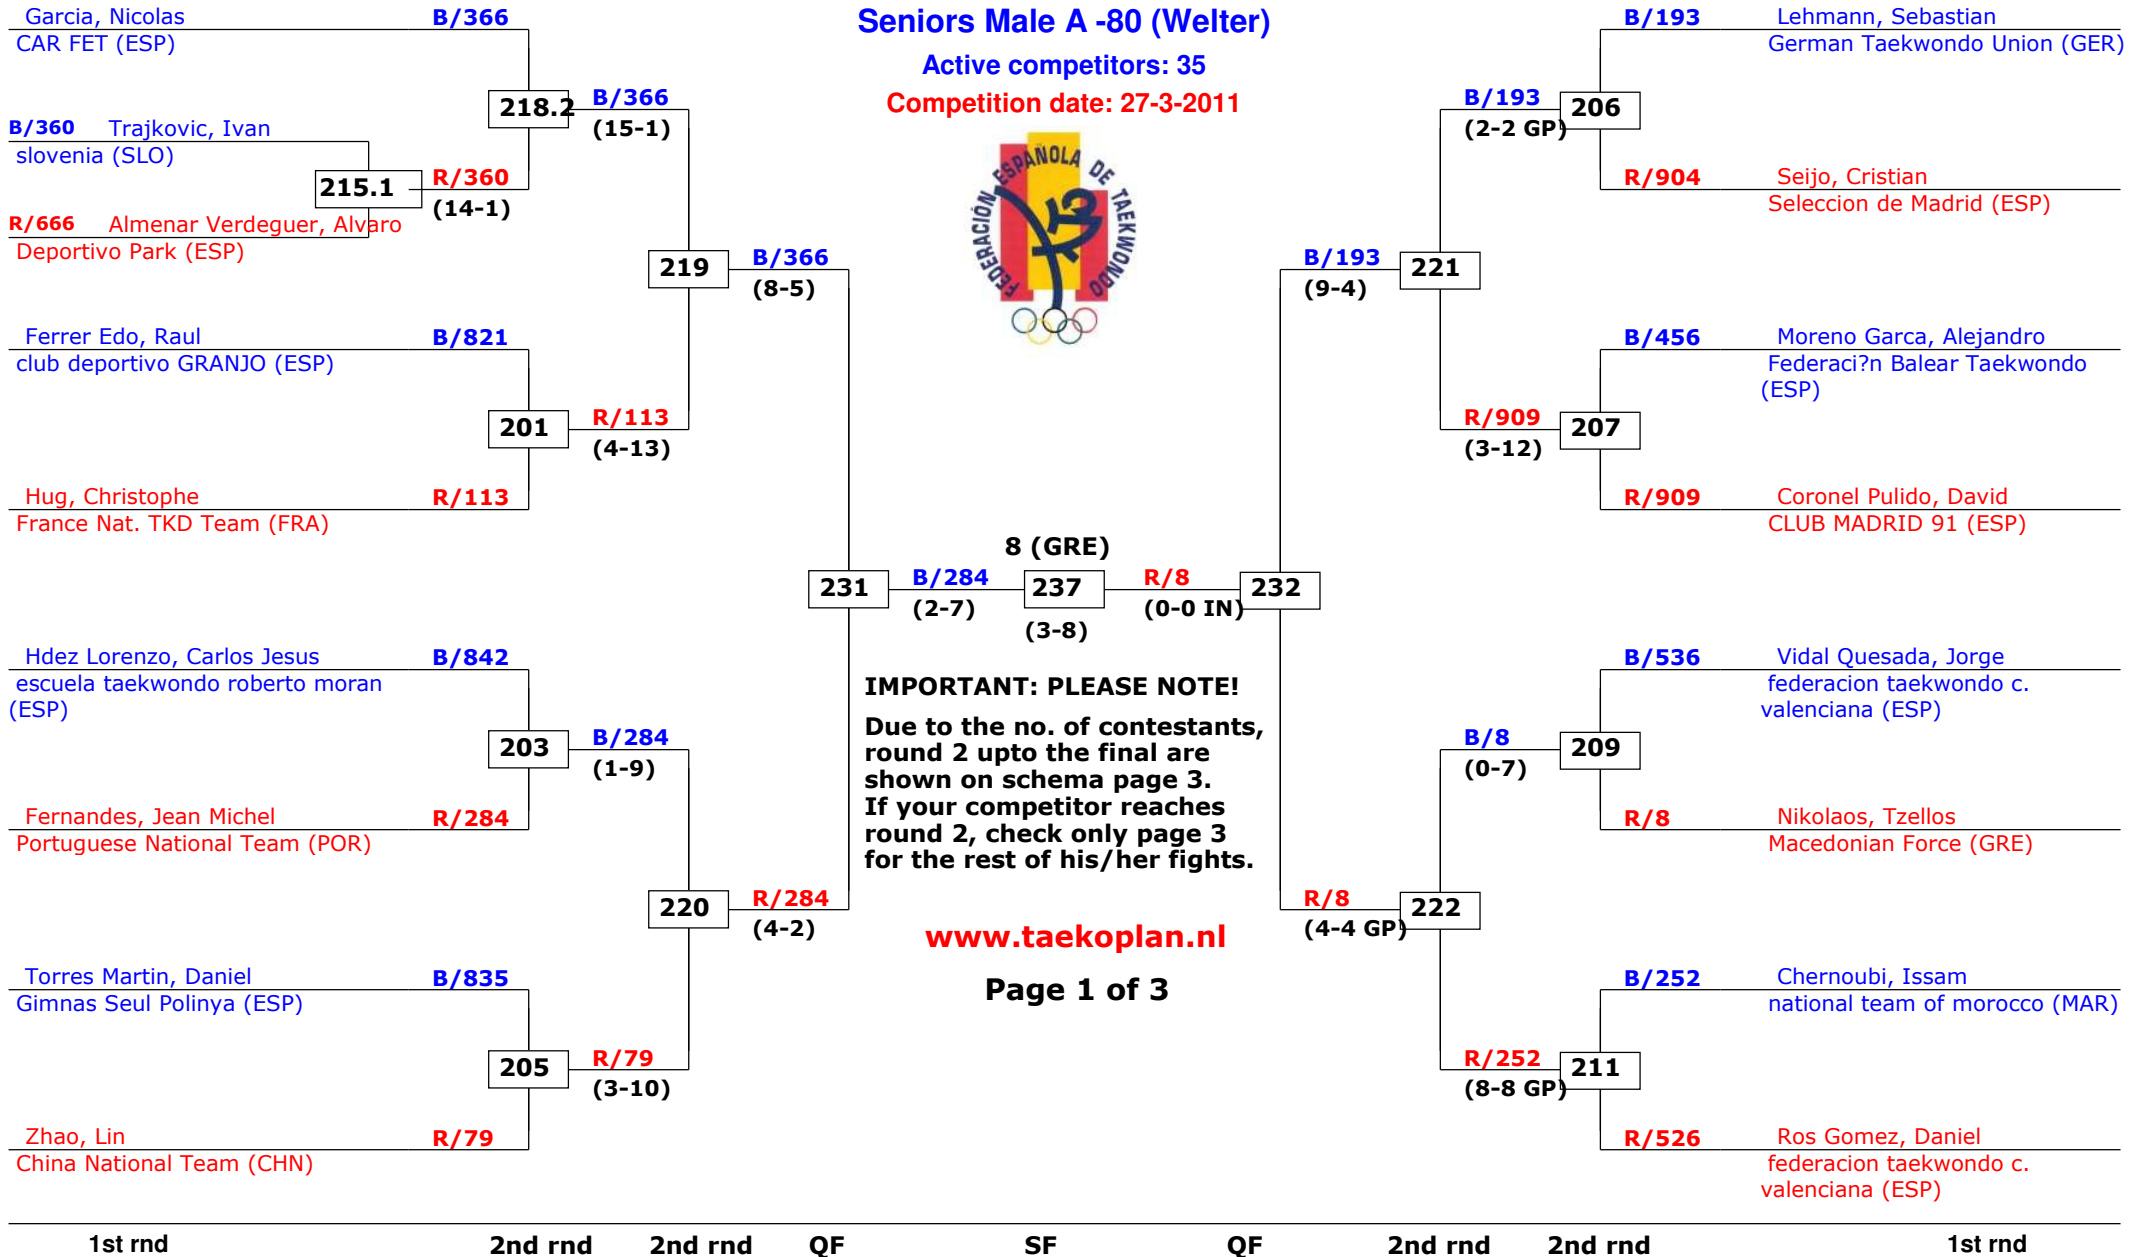 Seniors Male A -80 (Welter)
Active competitors: 35
Competition date: 27-3-2011
FEDERACIÓN ESPAÑOLA DE TAEKWONDO
Garcia, Nicolas B/366
CAR FET (ESP)
218.2 B/366
(15-1)
B/360 Trajkovic, Ivan
slovenia (SLO)
215.1 R/360
(14-1)
R/666 Almenar Verdeguer, Alvaro
Deportivo Park (ESP)
219 B/366
(8-5)
Ferrer Edo, Raul B/821
club deportivo GRANJO (ESP)
201 R/113
(4-13)
Hug, Christophe R/113
France Nat. TKD Team (FRA)
231 B/284
(2-7)
Hdez Lorenzo, Carlos Jesus B/842
escuela taekwondo roberto moran
(ESP)
203 B/284
(1-9)
Fernandes, Jean Michel R/284
Portuguese National Team (POR)
220 R/284
(4-2)
Torres Martin, Daniel B/835
Gimnas Seul Polinya (ESP)
205 R/79
(3-10)
Zhao, Lin R/79
China National Team (CHN)
8 (GRE)
237
(3-8)
IMPORTANT: PLEASE NOTE!
Due to the no. of contestants,
round 2 upto the final are
shown on schema page 3.
If your competitor reaches
round 2, check only page 3
for the rest of his/her fights.
www.taekoplan.nl
Page 1 of 3
B/193 Lehmann, Sebastian
German Taekwondo Union (GER)
B/193 206
(2-2 GP)
R/904 Seijo, Cristian
Seleccion de Madrid (ESP)
B/193 221
(9-4)
B/456 Moreno Garca, Alejandro
Federaci?n Balear Taekwondo
(ESP)
R/909 207
(3-12)
R/909 Coronel Pulido, David
CLUB MADRID 91 (ESP)
R/8 232
(0-0 IN)
B/536 Vidal Quesada, Jorge
federacion taekwondo c.
valenciana (ESP)
B/8 209
(0-7)
R/8 Nikolaos, Tzellos
Macedonian Force (GRE)
R/8 222
(4-4 GP)
B/252 Chernoubi, Issam
national team of morocco (MAR)
R/252 211
(8-8 GP)
R/526 Ros Gomez, Daniel
federacion taekwondo c.
valenciana (ESP)
1st rnd 2nd rnd 2nd rnd QF SF QF 2nd rnd 2nd rnd 1st rnd